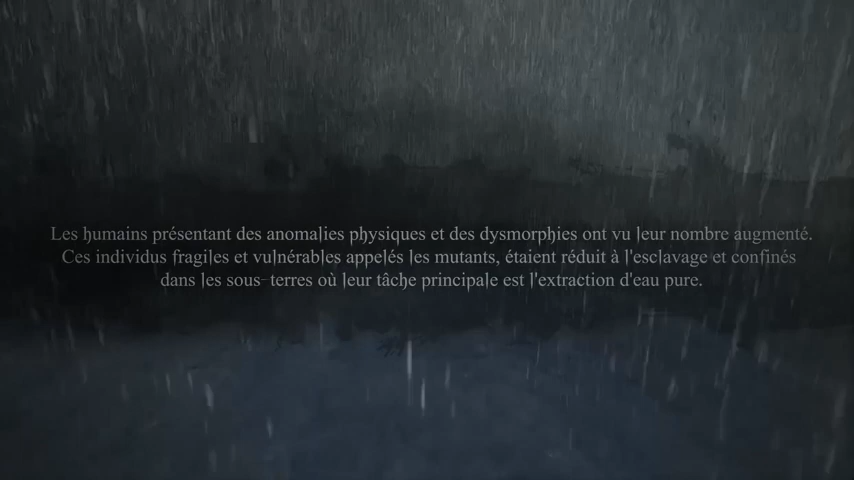 Les humains présentant des anomalies physiques et des dysmorphies ont vu leur nombre augmenté.
Ces individus fragiles et vulnérables appelés les mutants, étaient réduit à l'esclavage et confinés
dans les sous-terres où leur tâche principale est l'extraction d'eau pure.